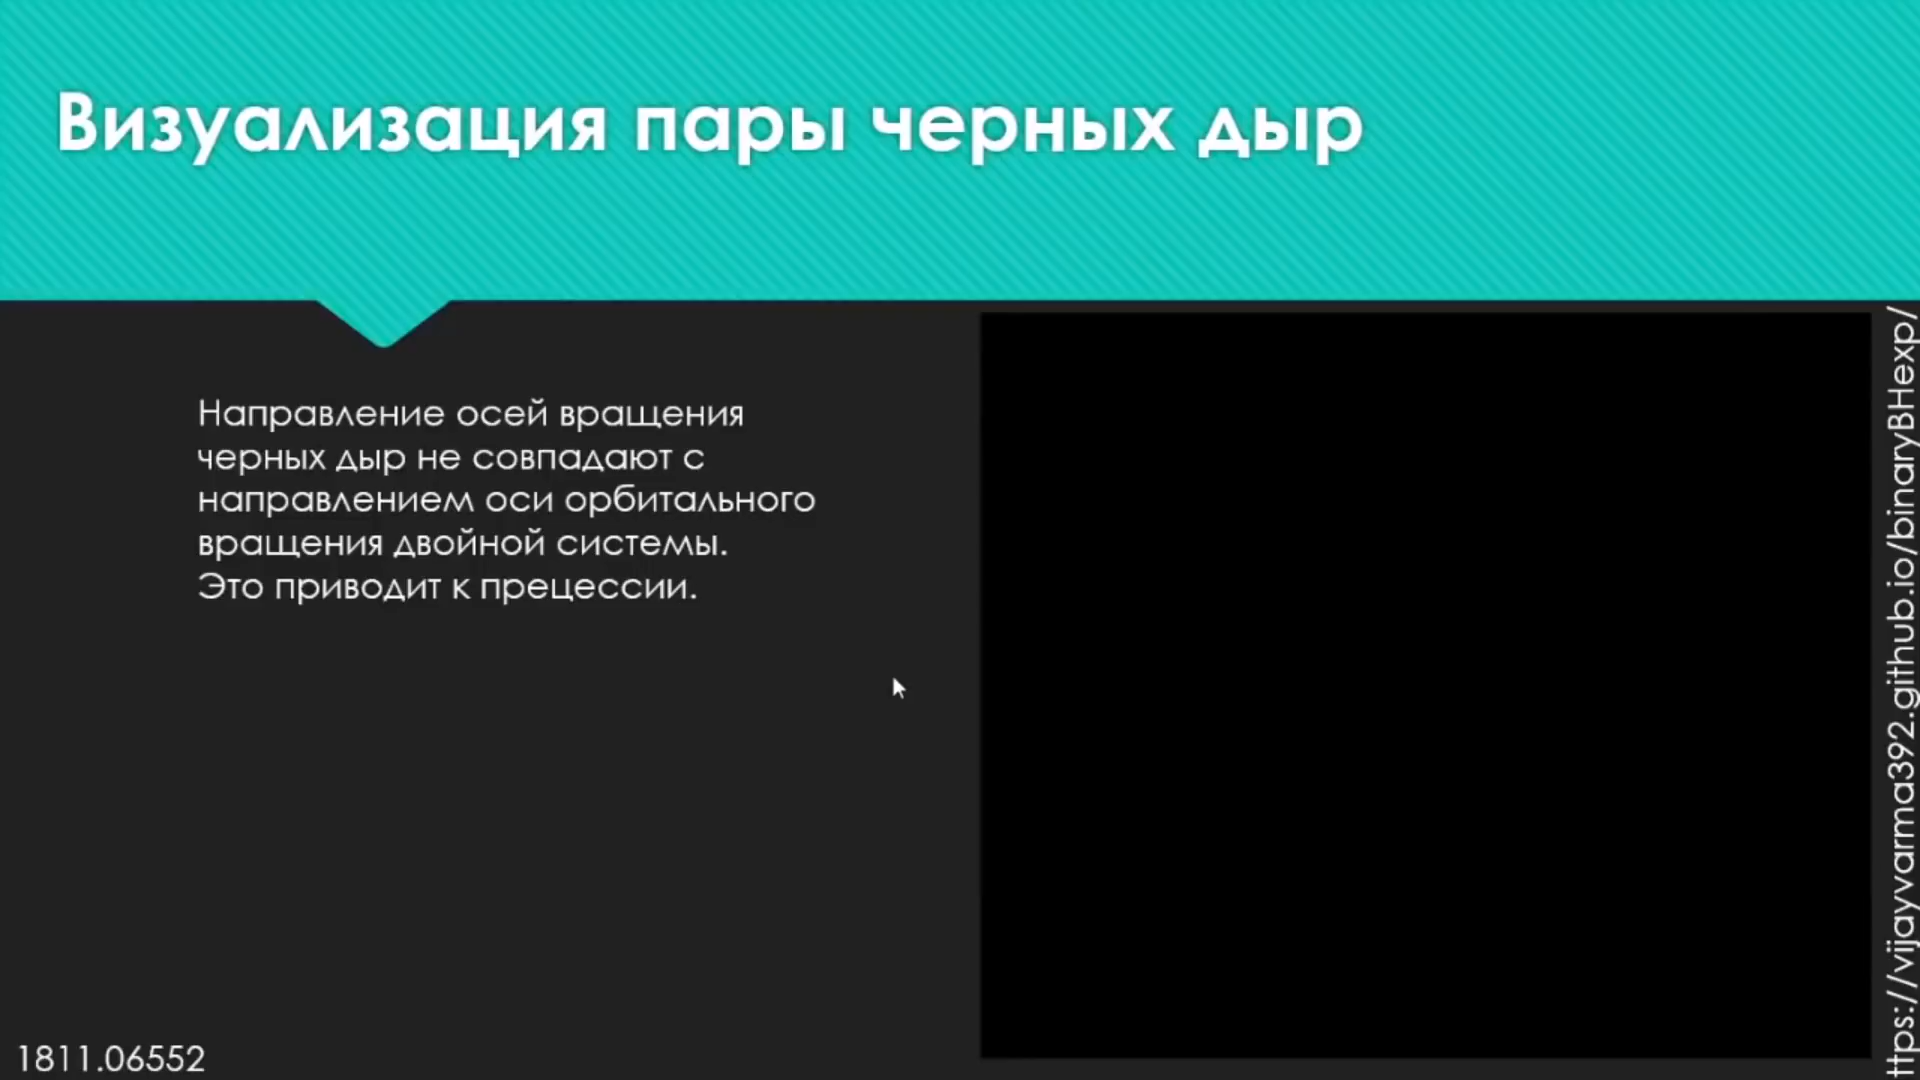 Визуализация пары черных дыр
Направление осей вращения
черных дыр не совпадают с
направлением оси орбитального
вращения двойной системы.
Это приводит к прецессии.
1811.06552
ttps://vijayvarma392.github.io/binaryBHexp/